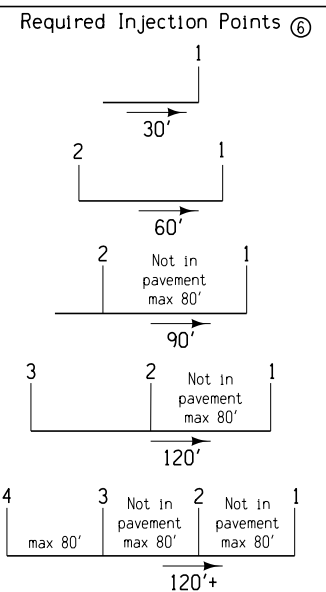 Required Injection Points ⑥
1
30'
2 1
60'
2 1
Not in
pavement
max 80'
90'
3 2 1
Not in
pavement
max 80'
120'
4 3 2 1
Not in Not in
pavement pavement
max 80' max 80' max 80'
120'+